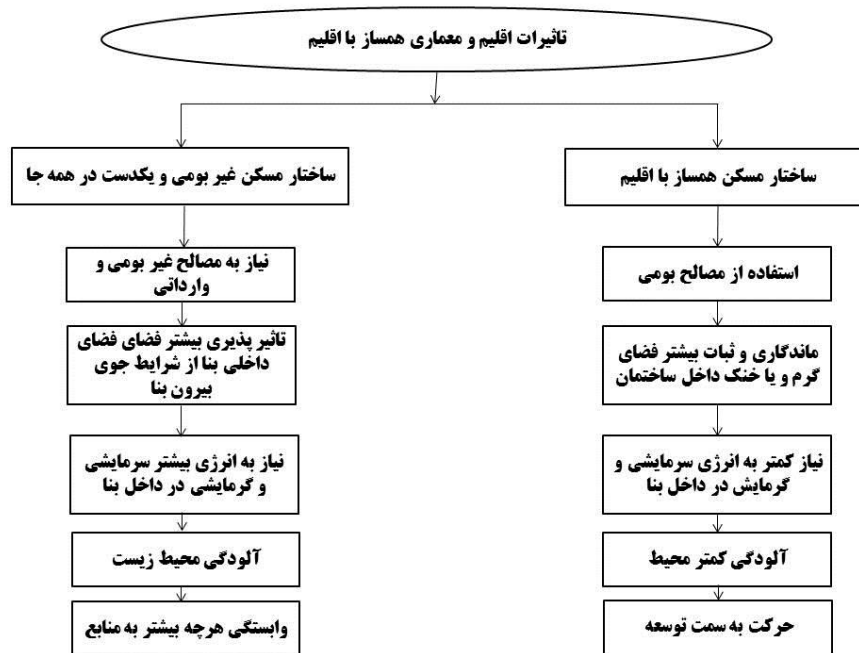 تاثیرات اقلیم و معماری همساز با اقلیم
ساختار مسکن همساز با اقلیم
استفاده از مصالح بومی
ماندگاری و ثبات بیشتر فضای
گرم و یا خنک داخل ساختمان
نیاز کمتر به انرژی سرمایشی و
گرمایش در داخل بنا
آلودگی کمتر محیط
حرکت به سمت توسعه
ساختار مسکن غیر بومی و یکدست در همه جا
نیاز به مصالح غیر بومی و
وارداتی
تاثیر پذیری بیشتر فضای فضای
داخلی بنا از شرایط جوی
بیرون بنا
نیاز به انرژی بیشتر سرمایشی
و گرمایشی در داخل بنا
آلودگی محیط زیست
وابستگی هرچه بیشتر به منابع